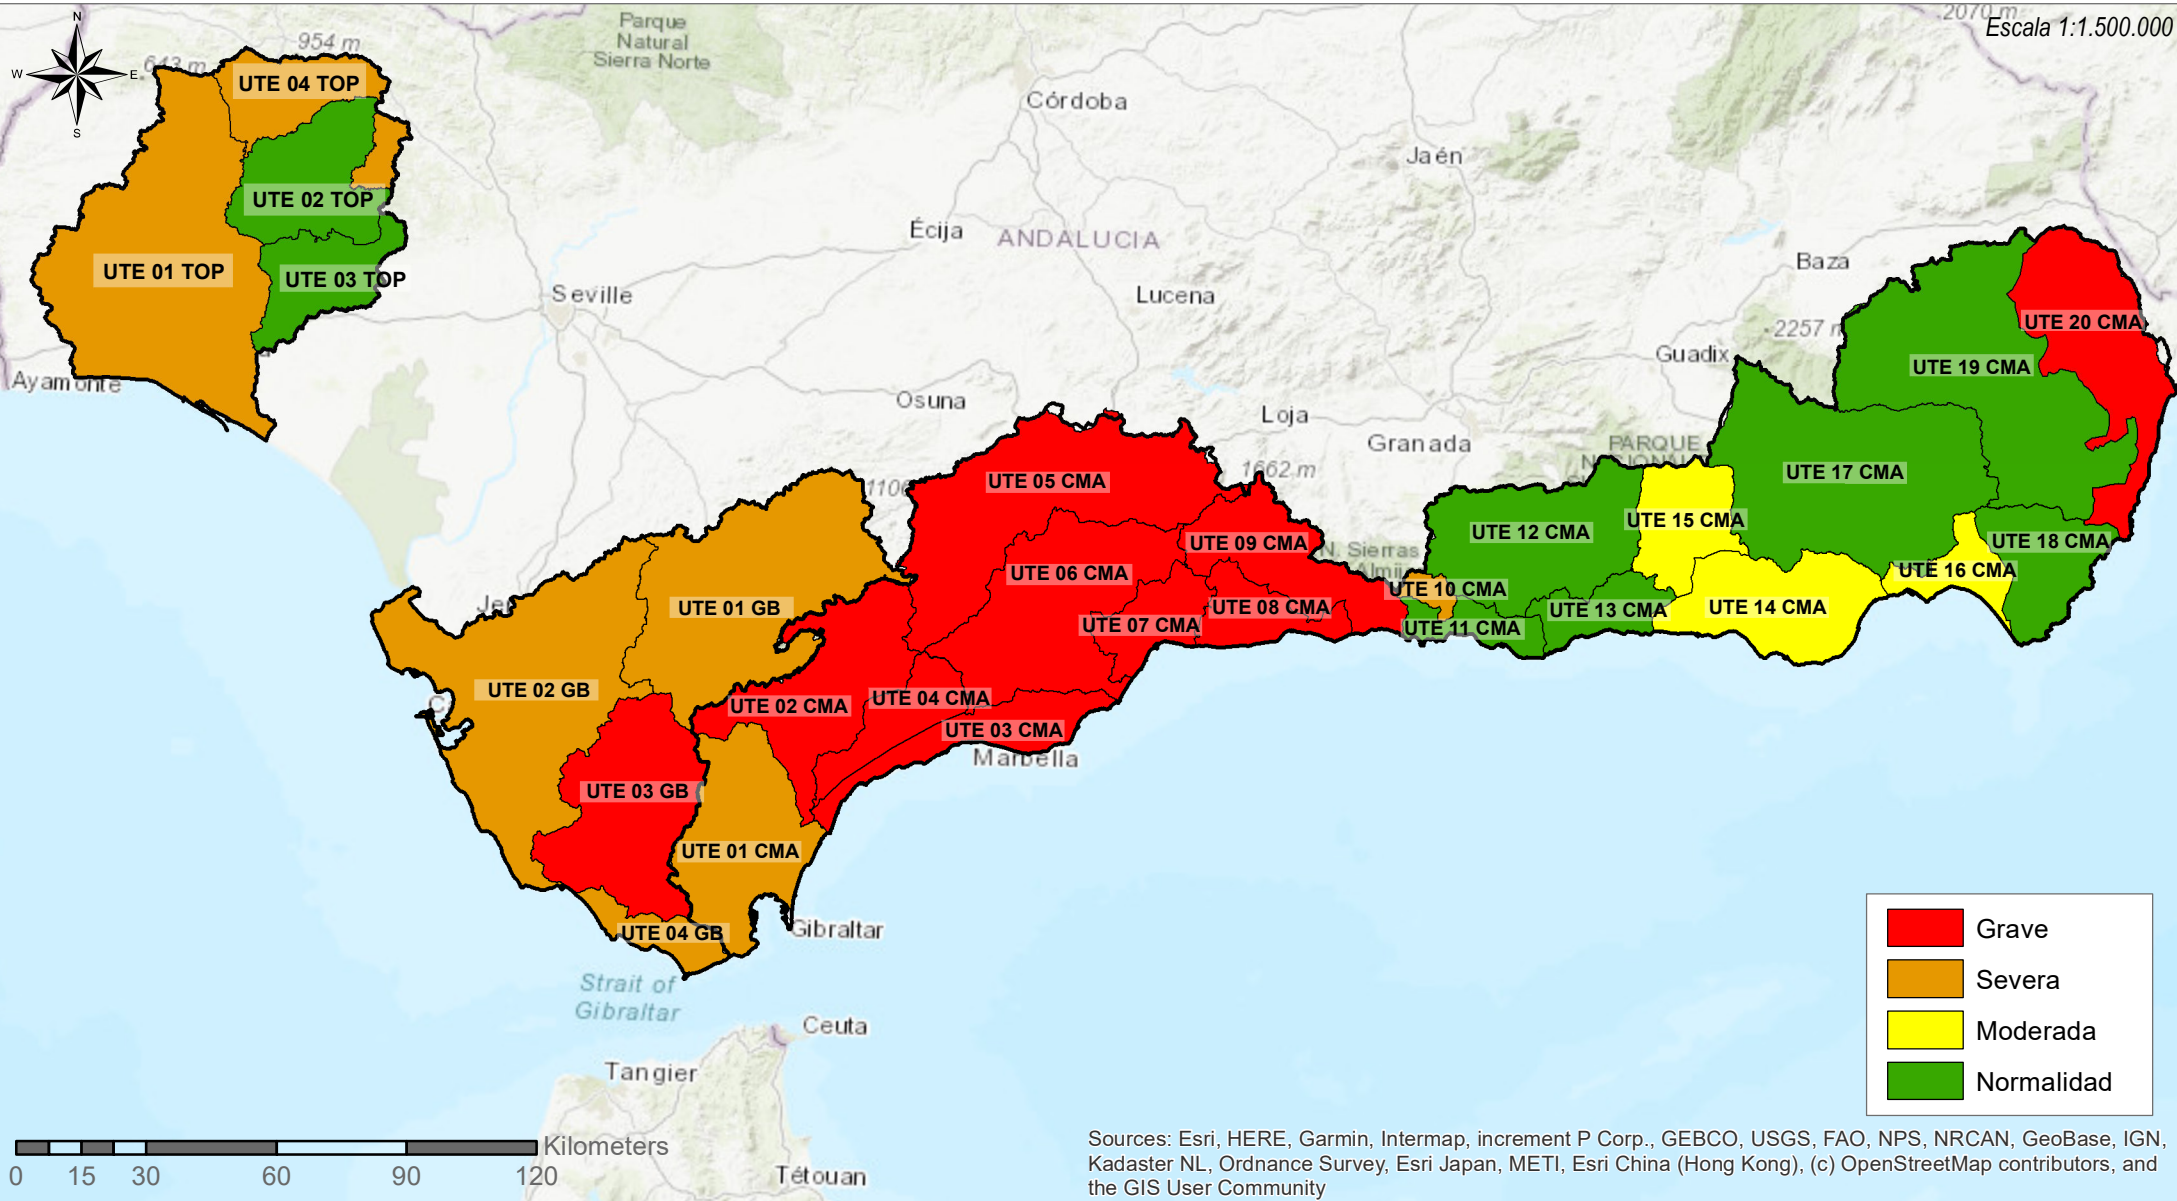 Escala 1:1.500.000
2070 m
N
W
E
S
954 m
643 m
Parque
Natural
Sierra Norte
UTE 04 TOP
UTE 02 TOP
UTE 01 TOP
UTE 03 TOP
Córdoba
Jaén
Écija
ANDALUCIA
Seville
Lucena
Baza
2257 m
Guadix
Ayamonte
Osuna
Loja
Granada
1662 m
PARQUE
UTE 20 CMA
UTE 19 CMA
UTE 17 CMA
UTE 05 CMA
UTE 15 CMA
UTE 12 CMA
UTE 09 CMA
N. Sierras
UTE 18 CMA
UTE 06 CMA
UTE 16 CMA
UTE 10 CMA
UTE 01 GB
UTE 08 CMA
UTE 07 CMA
UTE 11 CMA
UTE 13 CMA
UTE 14 CMA
UTE 02 GB
UTE 02 CMA
UTE 04 CMA
UTE 03 CMA
Marbella
UTE 03 GB
UTE 01 CMA
UTE 04 GB
Gibraltar
Strait of
Gibraltar
Ceuta
Tangier
Tétouan
Grave
Severa
Moderada
Normalidad
Kilometers
0 15 30 60 90 120
Sources: Esri, HERE, Garmin, Intermap, increment P Corp., GEBCO, USGS, FAO, NPS, NRCAN, GeoBase, IGN,
Kadaster NL, Ordnance Survey, Esri Japan, METI, Esri China (Hong Kong), (c) OpenStreetMap contributors, and
the GIS User Community